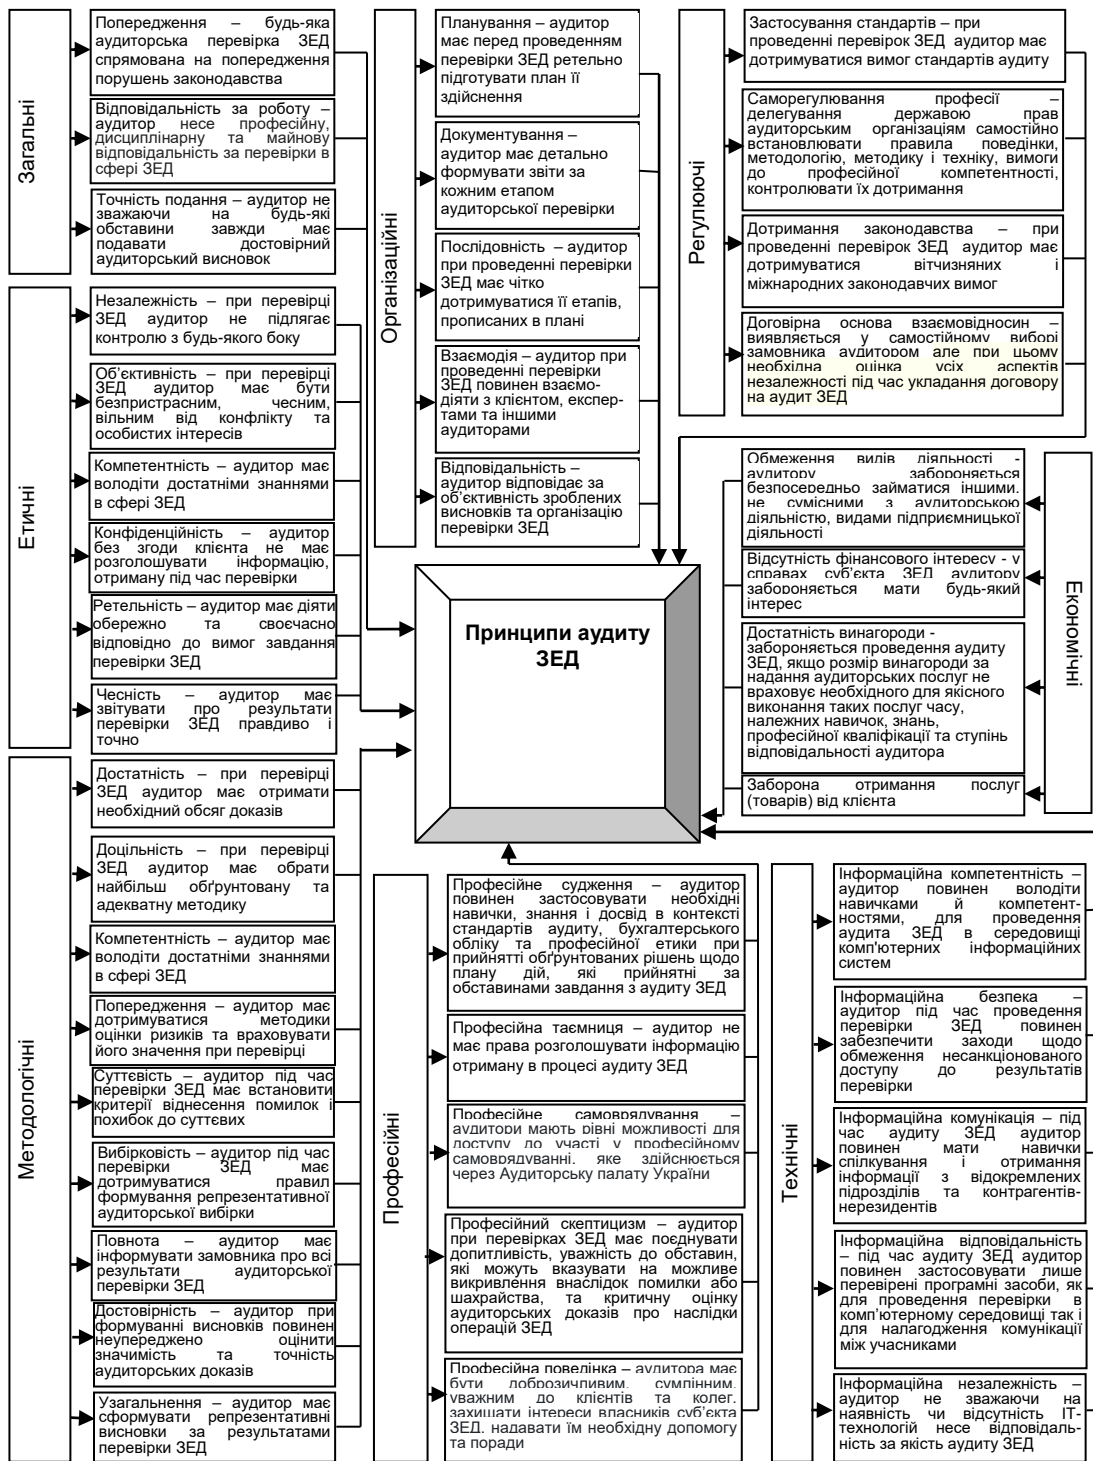 Загальні
Попередження – будь-яка
аудиторська перевірка ЗЕД
спрямована на попередження
порушень законодавства
Відповідальність за роботу –
аудитор несе професійну,
дисциплінарну та майнову
відповідальність за перевірки в
сфері ЗЕД
Точність подання – аудитор не
зважаючи на будь-які
обставини завжди має
подавати достовірний
аудиторський висновок
Етичні
Незалежність – при перевірці
ЗЕД аудитор не підлягає
контролю з будь-якого боку
Об'єктивність – при перевірці
ЗЕД аудитор має бути
безпристрасним, чесним,
вільним від конфлікту та
особистих інтересів
Компетентність – аудитор має
володіти достатніми знаннями
в сфері ЗЕД
Конфіденційність – аудитор
без згоди клієнта не має
розголошувати інформацію,
отриману під час перевірки
Ретельність – аудитор має діяти
обережно та своєчасно
відповідно до вимог завдання
перевірки ЗЕД
Чесність – аудитор має
звітувати про результати
перевірки ЗЕД правдиво і
точно
Методологічні
Достатність – при перевірці
ЗЕД аудитор має отримати
необхідний обсяг доказів
Доцільність – при перевірці
ЗЕД аудитор має обрати
найбільш обґрунтовану та
адекватну методику
Компетентність – аудитор має
володіти достатніми знаннями
в сфері ЗЕД
Попередження – аудитор має
дотримуватися методики
оцінки ризиків та враховувати
його значення при перевірці
Суттєвість – аудитор під час
перевірки ЗЕД має встановити
критерії віднесення помилок і
похибок до суттєвих
Вибірковість – аудитор під час
перевірки ЗЕД має
дотримуватися правил
формування репрезентативної
аудиторської вибірки
Повнота – аудитор має
інформувати замовника про всі
результати аудиторської
перевірки ЗЕД
Достовірність – аудитор при
формуванні висновків повинен
неупереджено оцінити
значимість та точність
аудиторських доказів
Узагальнення – аудитор має
сформувати репрезентативні
висновки за результатами
перевірки ЗЕД
Організаційні
Планування – аудитор
має перед проведенням
перевірки ЗЕД ретельно
підготувати план її
здійснення
Документування –
аудитор має детально
формувати звіти за
кожним етапом
аудиторської перевірки
Послідовність – аудитор
при проведенні перевірки
ЗЕД має чітко
дотримуватися її етапів,
прописаних в плані
Взаємодія – аудитор при
проведенні перевірки
ЗЕД повинен взаємо-
діяти з клієнтом, експер-
тами та іншими
аудиторами
Відповідальність –
аудитор відповідає за
об'єктивність зроблених
висновків та організацію
перевірки ЗЕД
Регулюючі
Застосування стандартів – при
проведенні перевірок ЗЕД аудитор має
дотримуватися вимог стандартів аудиту
Саморегулювання професії –
делегування державою прав
аудиторським організаціям самостійно
встановлювати правила поведінки,
методологію, методику і техніку, вимоги
до професійної компетентності,
контролювати їх дотримання
Дотримання законодавства – при
проведенні перевірок ЗЕД аудитор має
дотримуватися вітчизняних і
міжнародних законодавчих вимог
Договірна основа взаємовідносин –
виявляється у самостійному виборі
замовника аудитором але при цьому
необхідна оцінка усіх аспектів
незалежності під час укладання договору
на аудит ЗЕД
Економічні
Обмеження видів діяльності -
аудитору забороняється
безпосередньо займатися іншими,
не сумісними з аудиторською
діяльністю, видами підприємницької
діяльності
Відсутність фінансового інтересу - у
справах суб'єкта ЗЕД аудитору
забороняється мати будь-який
інтерес
Достатність винагороди -
забороняється проведення аудиту
ЗЕД, якщо розмір винагороди за
надання аудиторських послуг не
враховує необхідного для якісного
виконання таких послуг часу,
належних навичок, знань,
професійної кваліфікації та ступінь
відповідальності аудитора
Заборона отримання послуг
(товарів) від клієнта
Принципи аудиту
ЗЕД
Професійні
Професійне судження – аудитор
повинен застосовувати необхідні
навички, знання і досвід в контексті
стандартів аудиту, бухгалтерського
обліку та професійної етики при
прийнятті обґрунтованих рішень щодо
плану дій, які прийнятні за
обставинами завдання з аудиту ЗЕД
Професійна таємниця – аудитор не
має права розголошувати інформацію
отриману в процесі аудиту ЗЕД
Професійне самоврядування –
аудитори мають рівні можливості для
доступу до участі у професійному
самоврядуванні, яке здійснюється
через Аудиторську палату України
Професійний скептицизм – аудитор
при перевірках ЗЕД має поєднувати
допитливість, уважність до обставин,
які можуть вказувати на можливе
викривлення внаслідок помилки або
шахрайства, та критичну оцінку
аудиторських доказів про наслідки
операцій ЗЕД
Професійна поведінка – аудитора має
бути доброзичливим, сумлінним,
уважним до клієнтів та колег,
захищати інтереси власників суб'єкта
ЗЕД, надавати їм необхідну допомогу
та поради
Технічні
Інформаційна компетентність –
аудитор повинен володіти
навичками й компетент-
ностями, для проведення
аудита ЗЕД в середовищі
комп'ютерних інформаційних
систем
Інформаційна безпека –
аудитор під час проведення
перевірки ЗЕД повинен
забезпечити заходи щодо
обмеження несанкціонованого
доступу до результатів
перевірки
Інформаційна комунікація – під
час аудиту ЗЕД аудитор
повинен мати навички
спілкування і отримання
інформації з відокремлених
підрозділів та контрагентів-
нерезидентів
Інформаційна відповідальність
– під час аудиту ЗЕД аудитор
повинен застосовувати лише
перевірені програмні засоби, як
для проведення перевірки в
комп'ютерному середовищі так і
для налагодження комунікації
між учасниками
Інформаційна незалежність –
аудитор не зважаючи на
наявність чи відсутність ІТ-
технологій несе відповідаль-
ність за якість аудиту ЗЕД